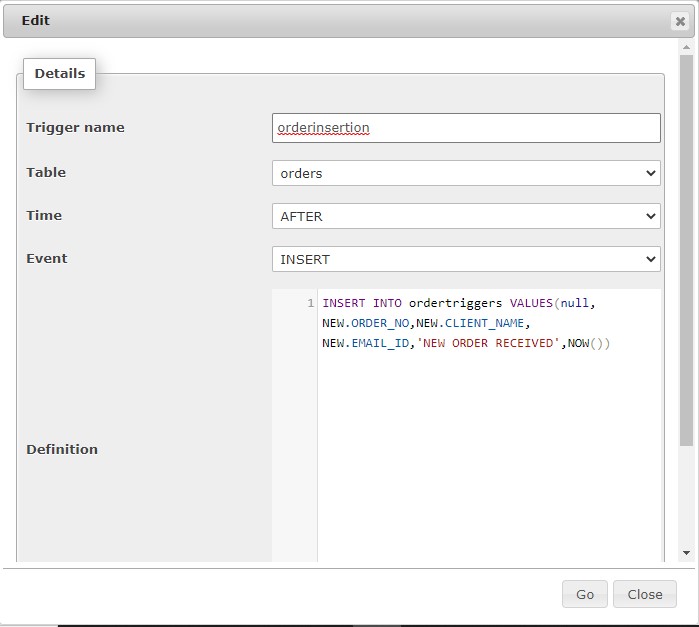 Edit
Details
Trigger name
orderinsertion
Table
orders
Time
AFTER
Event
INSERT
Definition
1
INSERT INTO ordertriggers VALUES(null,
NEW.ORDER_NO,NEW.CLIENT_NAME,
NEW.EMAIL_ID,'NEW ORDER RECEIVED',NOW())
Go
Close